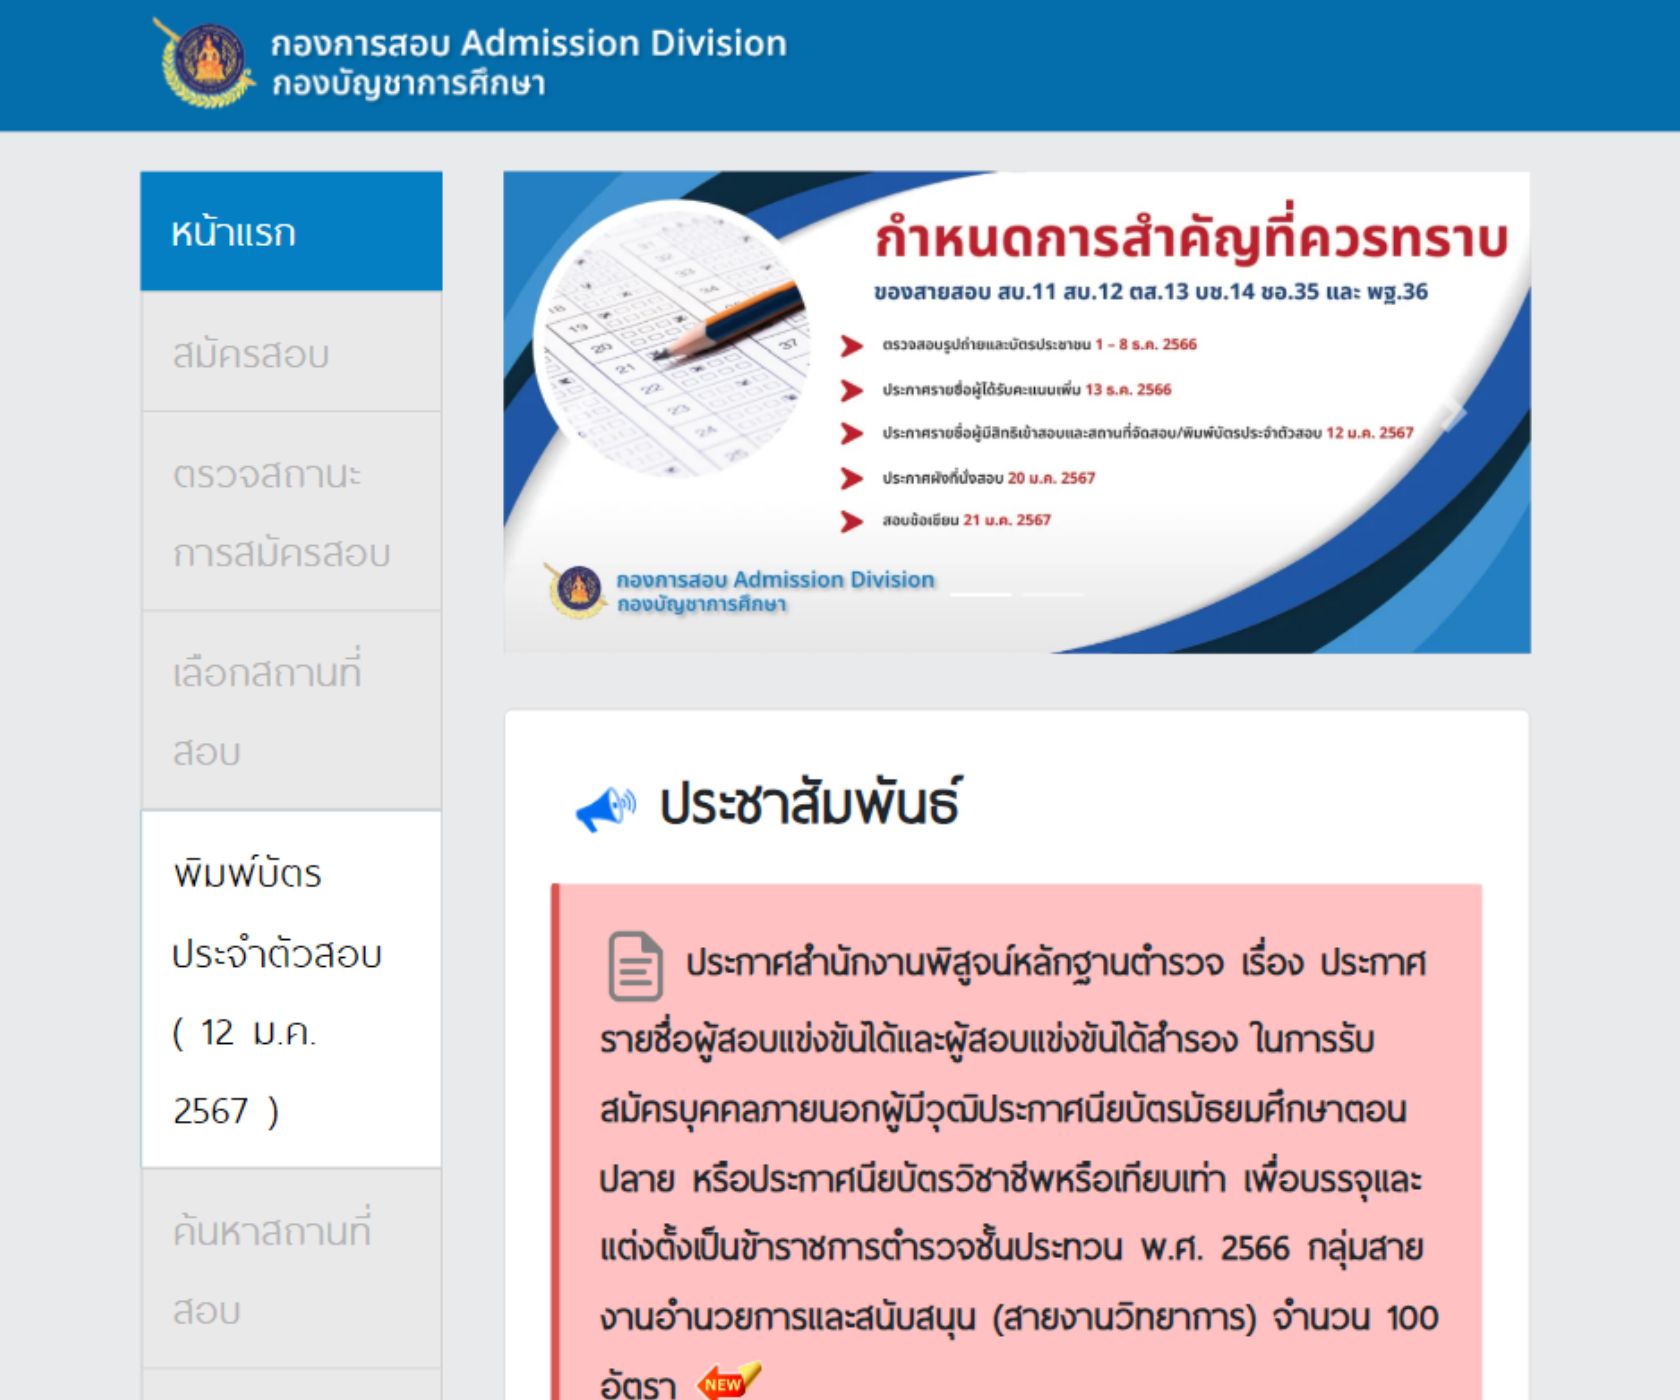 กองการสอบ Admission Division
กองบัญชาการศึกษา
หน้าแรก
สมัครสอบ
ตรวจสถานะ
การสมัครสอบ
เลือกสถานที่
สอบ
พิมพ์บัตร
ประจำตัวสอบ
( 12 ม.ค.
2567 )
ค้นหาสถานที่
สอบ
กำหนดการสำคัญที่ควรทราบ
ของสายสอบ สบ.11 สบ.12 ตส.13 บช.14 ชอ.35 และ พฐ.36
ตรวจสอบรูปถ่ายและบัตรประชาชน 1 - 8 ธ.ค. 2566
ประกาศรายชื่อผู้ได้รับคะแนนเพิ่ม 13 ธ.ค. 2566
ประกาศรายชื่อผู้มีสิทธิเข้าสอบและสถานที่จัดสอบ/พิมพ์บัตรประจำตัวสอบ 12 ม.ค. 2567
ประกาศผังที่นั่งสอบ 20 ม.ค. 2567
สอบข้อเขียน 21 ม.ค. 2567
กองการสอบ Admission Division
กองบัญชาการศึกษา
ประชาสัมพันธ์
ประกาศสำนักงานพิสูจน์หลักฐานตำรวจ เรื่อง ประกาศ
รายชื่อผู้สอบแข่งขันได้และผู้สอบแข่งขันได้สำรอง ในการรับ
สมัครบุคคลภายนอกผู้มีวุฒิประกาศนียบัตรมัธยมศึกษาตอน
ปลาย หรือประกาศนียบัตรวิชาชีพหรือเทียบเท่า เพื่อบรรจุและ
แต่งตั้งเป็นข้าราชการตำรวจชั้นประทวน พ.ศ. 2566 กลุ่มสาย
งานอำนวยการและสนับสนุน (สายงานวิทยาการ) จำนวน 100
อัตรา NEW